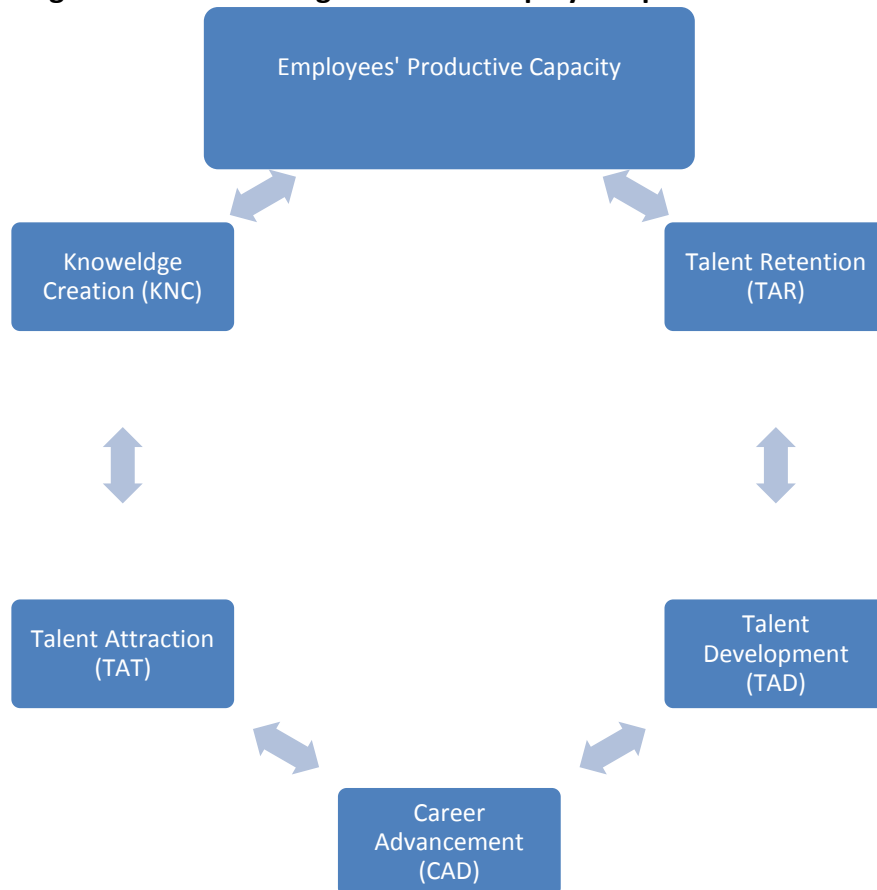 Employees' Productive Capacity
Knoweldge
Creation (KNC)
Talent Retention
(TAR)
Talent Attraction
(TAT)
Talent
Development
(TAD)
Career
Advancement
(CAD)